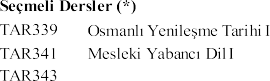 Seçmeli Dersler (*)
TAR339 Osmanlı Yenileşme Tarihi I
TAR341 Mesleki Yabancı Dil I
TAR343